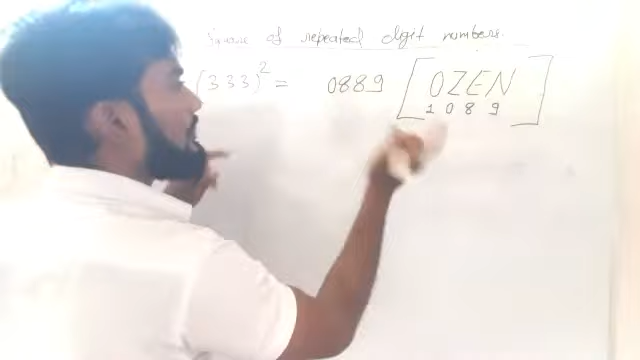 Square of repeated digit numbers.
(333)² = 0889 [OZEN]
1 0 8 9